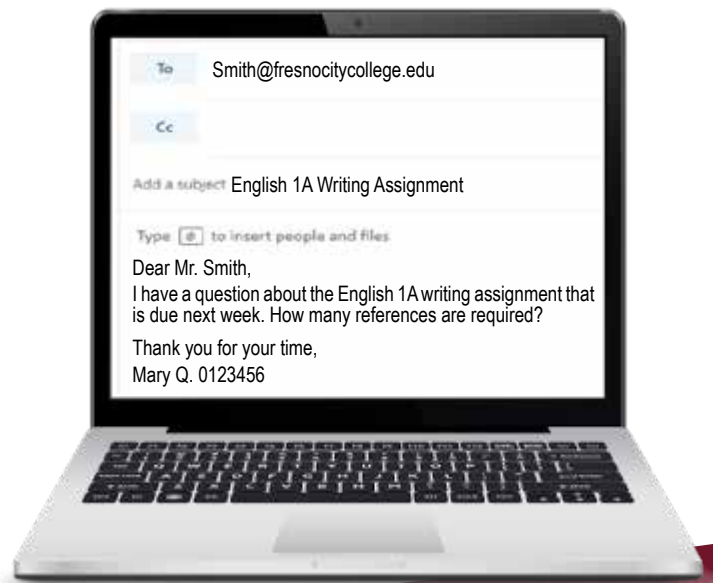 To Smith@fresnocitycollege.edu
Cc
Add a subject English 1A Writing Assignment
Type @ to insert people and files
Dear Mr. Smith,
I have a question about the English 1A writing assignment that
is due next week. How many references are required?
Thank you for your time,
Mary Q. 0123456